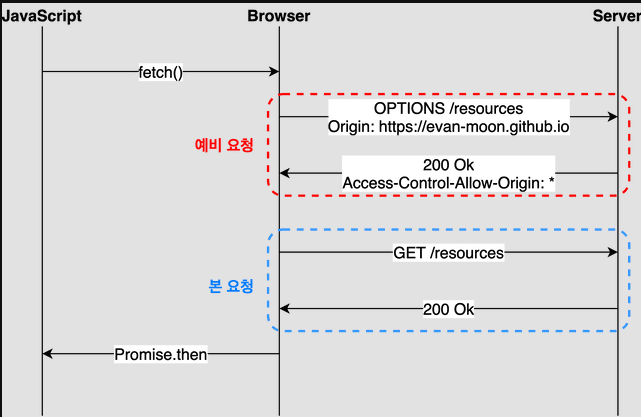 JavaScript
Browser
Server
fetch()
OPTIONS /resources
Origin: https://evan-moon.github.io
예비 요청
200 Ok
Access-Control-Allow-Origin: *
GET /resources
본 요청
200 Ok
Promise.then